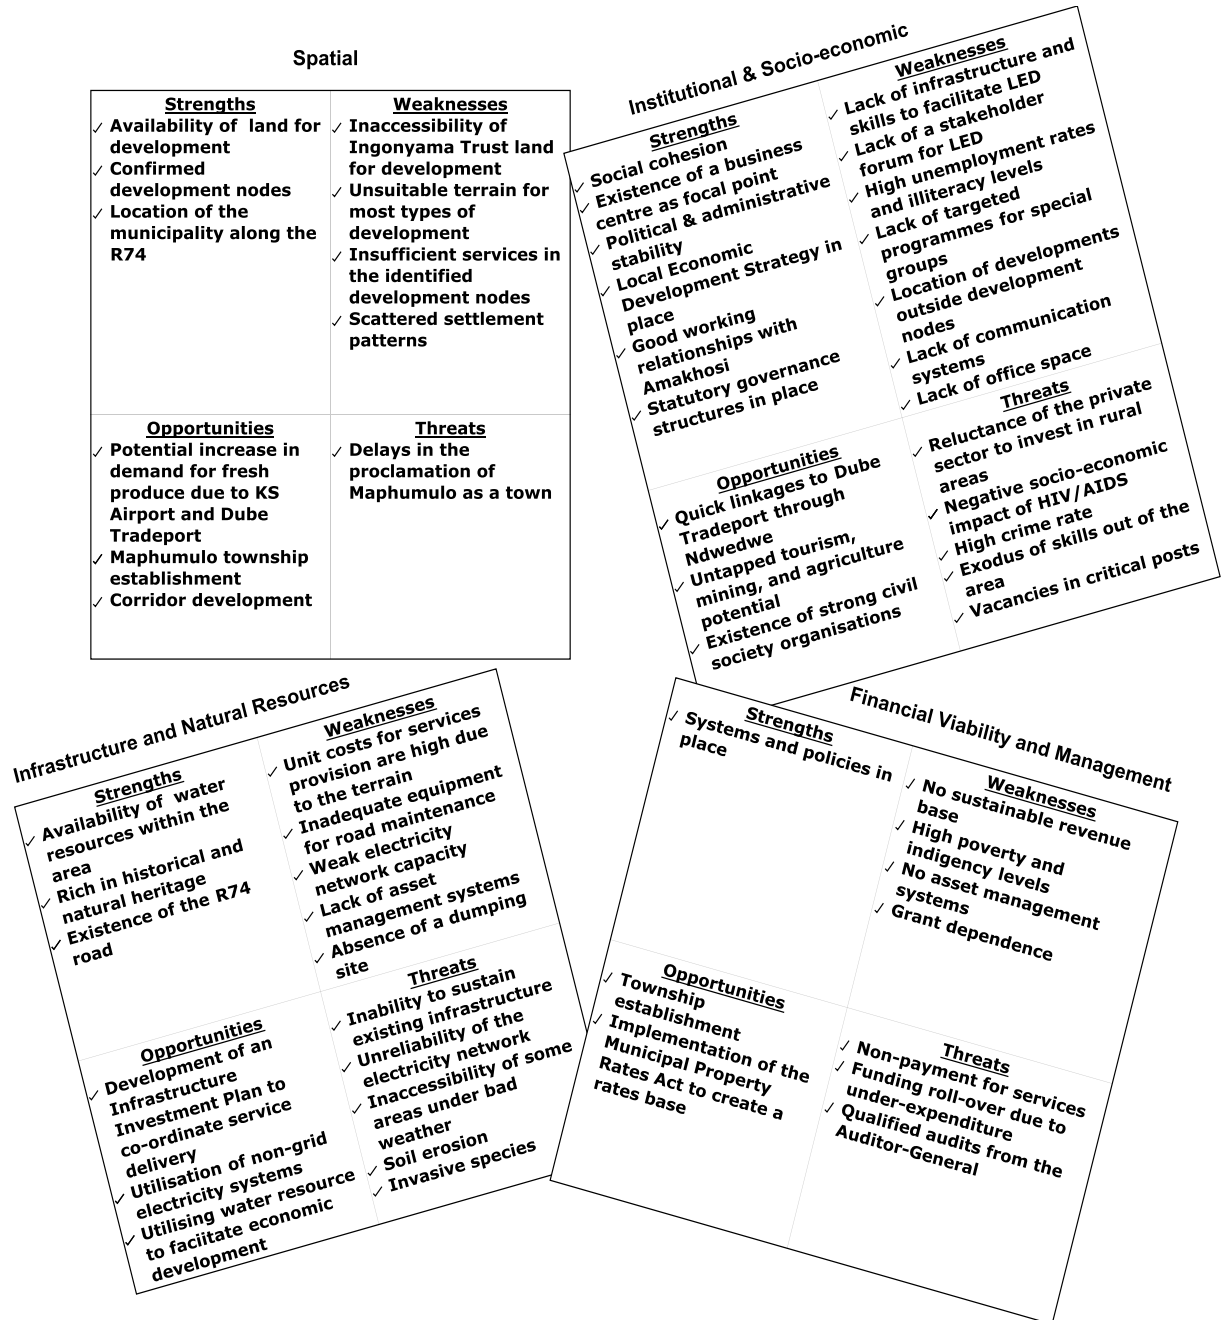 Spatial
Strengths
✓ Availability of land for
development
✓ Confirmed
development nodes
✓ Location of the
municipality along the
R74
Weaknesses
✓ Inaccessibility of
Ingonyama Trust land
for development
✓ Unsuitable terrain for
most types of
development
✓ Insufficient services in
the identified
development nodes
✓ Scattered settlement
patterns
Opportunities
✓ Potential increase in
demand for fresh
produce due to KS
Airport and Dube
Tradeport
✓ Maphumulo township
establishment
✓ Corridor development
Threats
✓ Delays in the
proclamation of
Maphumulo as a town
Institutional & Socio-economic
Strengths
✓ Social cohesion
✓ Existence of a business
centre as focal point
✓ Political & administrative
stability
✓ Local Economic
Development Strategy in
place
✓ Good working
relationships with
Amakhosi
✓ Statutory governance
structures in place
Weaknesses
✓ Lack of infrastructure and
skills to facilitate LED
✓ Lack of a stakeholder
forum for LED
✓ High unemployment rates
and illiteracy levels
✓ Lack of targeted
programmes for special
groups
✓ Location of developments
outside development
nodes
✓ Lack of communication
systems
✓ Lack of office space
Opportunities
✓ Quick linkages to Dube
Tradeport through
Ndwedwe
✓ Untapped tourism,
mining, and agriculture
potential
✓ Existence of strong civil
society organisations
Threats
✓ Reluctance of the private
sector to invest in rural
areas
✓ Negative socio-economic
impact of HIV/AIDS
✓ High crime rate
✓ Exodus of skills out of the
area
✓ Vacancies in critical posts
Infrastructure and Natural Resources
Strengths
✓ Availability of water
resources within the
area
✓ Rich in historical and
natural heritage
✓ Existence of the R74
road
Weaknesses
✓ Unit costs for services
provision are high due
to the terrain
✓ Inadequate equipment
for road maintenance
✓ Weak electricity
network capacity
✓ Lack of asset
management systems
✓ Absence of a dumping
site
Opportunities
✓ Development of an
Infrastructure
Investment Plan to
co-ordinate service
delivery
✓ Utilisation of non-grid
electricity systems
✓ Utilising water resource
to faciitate economic
development
Threats
✓ Inability to sustain
existing infrastructure
✓ Unreliability of the
electricity network
✓ Inaccessibility of some
areas under bad
weather
✓ Soil erosion
✓ Invasive species
Financial Viability and Management
Strengths
✓ Systems and policies in
place
Weaknesses
✓ No sustainable revenue
base
✓ High poverty and
indigency levels
✓ No asset management
systems
✓ Grant dependence
Opportunities
✓ Township
establishment
✓ Implementation of the
Municipal Property
Rates Act to create a
rates base
Threats
✓ Non-payment for services
✓ Funding roll-over due to
under-expenditure
✓ Qualified audits from the
Auditor-General